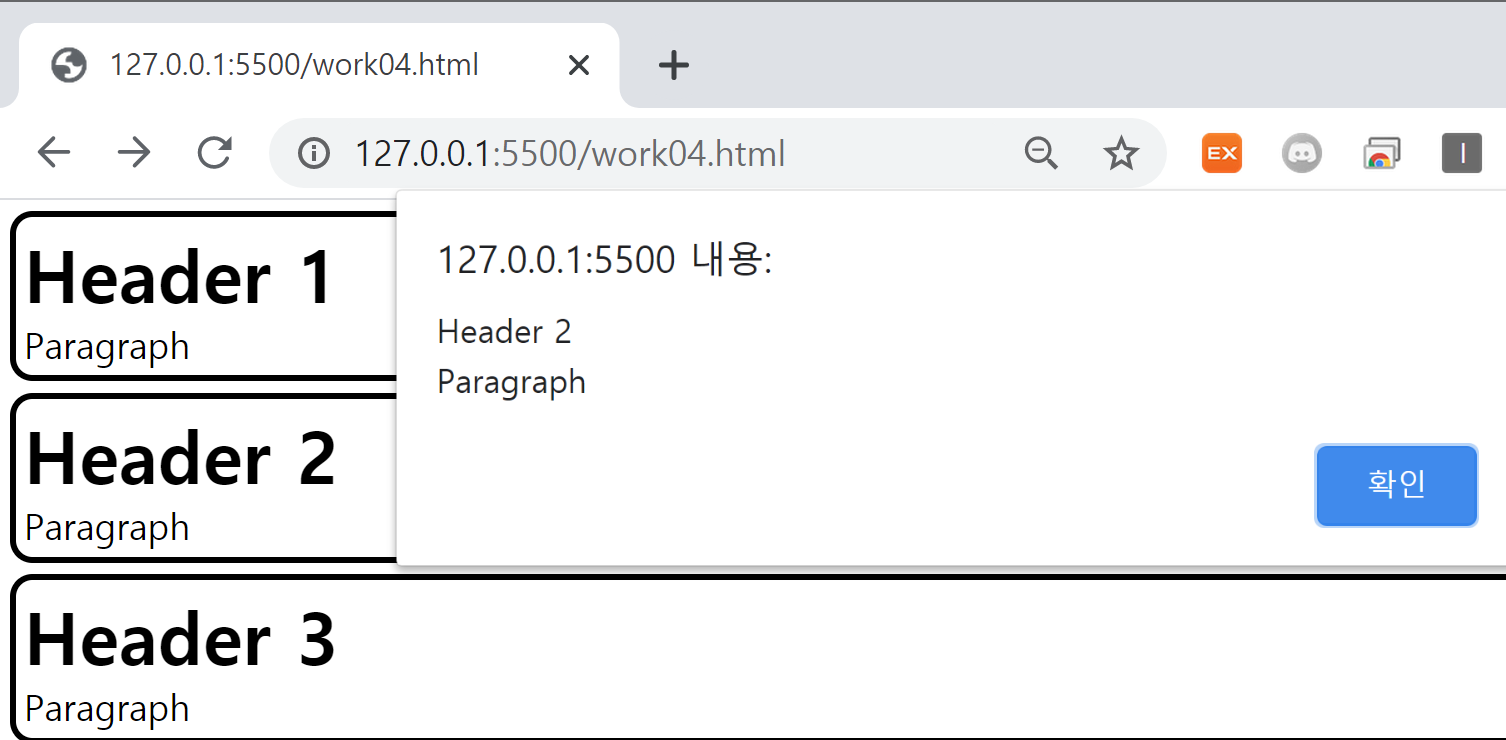 127.0.0.1:5500/work04.html
127.0.0.1:5500/work04.html
EX
I
127.0.0.1:5500 내용:
Header 2
Paragraph
확인
Header 1
Paragraph
Header 2
Paragraph
Header 3
Paragraph